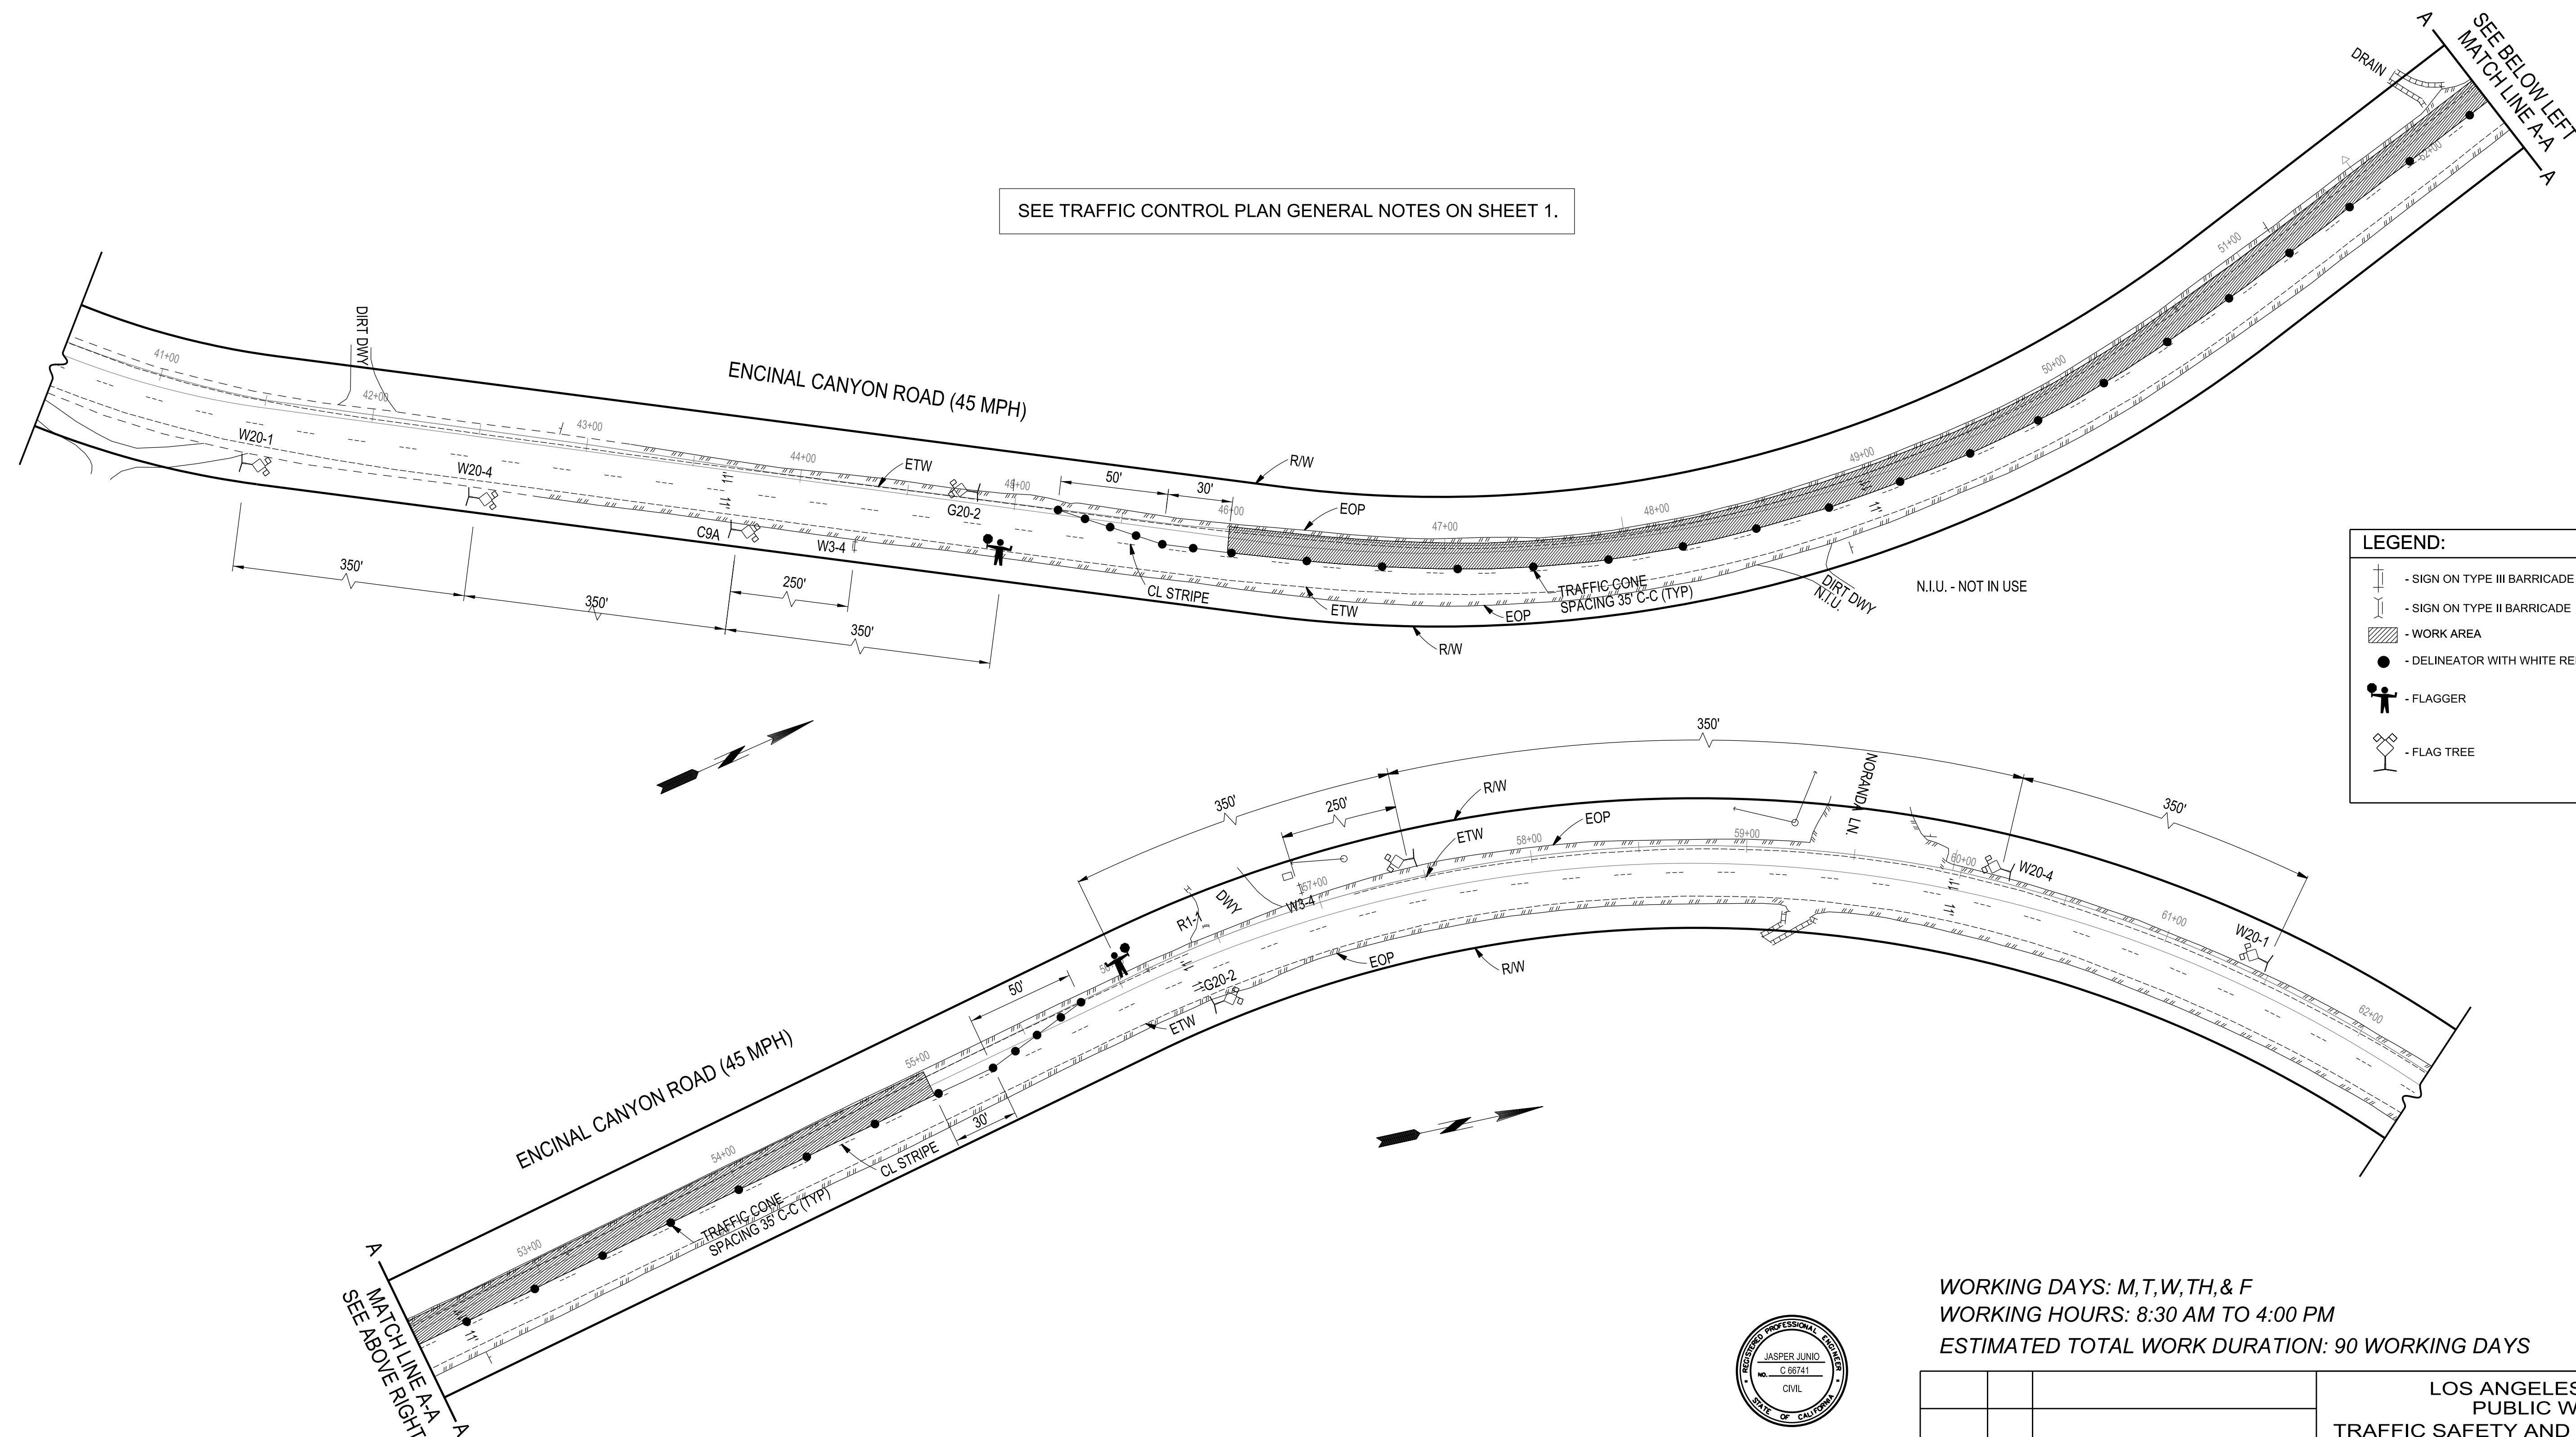 A
SEE BELOW LEFT
MATCH LINE A-A
A
DRAIN
SEE TRAFFIC CONTROL PLAN GENERAL NOTES ON SHEET 1.
41+00
DIRT DWY
42+00
43+00
44+00
45+00
46+00
47+00
48+00
49+00
50+00
51+00
52+00
ENCINAL CANYON ROAD (45 MPH)
W20-1
W20-4
C9A
W3-4
G20-2
ETW
R/W
50'
30'
EOP
CL STRIPE
ETW
TRAFFIC CONE
SPACING 35' C-C (TYP)
EOP
R/W
DIRT DWY
N.I.U.
N.I.U. - NOT IN USE
350'
350'
250'
350'
LEGEND:
- SIGN ON TYPE III BARRICADE
- SIGN ON TYPE II BARRICADE
- WORK AREA
- DELINEATOR WITH WHITE RE
- FLAGGER
- FLAG TREE
350'
350'
250'
350'
R/W
NORANDA LN.
EOP
ETW
58+00
59+00
60+00
W20-4
61+00
W20-1
62+00
57+00
W3-4
DWY
R1-1
G20-2
EOP
R/W
ETW
50'
55+00
30'
CL STRIPE
ENCINAL CANYON ROAD (45 MPH)
54+00
53+00
TRAFFIC CONE
SPACING 35' C-C (TYP)
11'
A
MATCH LINE A-A
SEE ABOVE RIGHT
A
WORKING DAYS: M,T,W,TH,& F
WORKING HOURS: 8:30 AM TO 4:00 PM
ESTIMATED TOTAL WORK DURATION: 90 WORKING DAYS
REGISTERED PROFESSIONAL ENGINEER
JASPER JUNIO
NO. C 66741
CIVIL
STATE OF CALIFORNIA
LOS ANGELES
PUBLIC W
TRAFFIC SAFETY AND